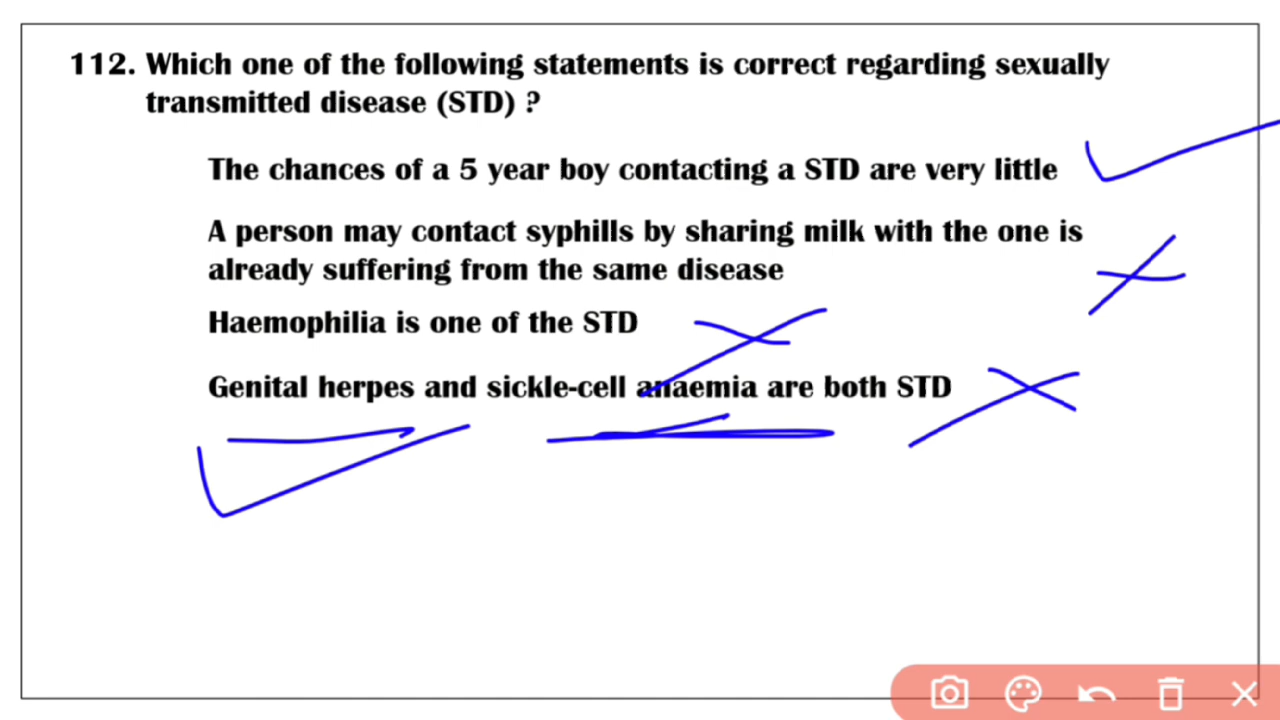 112. Which one of the following statements is correct regarding sexually
transmitted disease (STD) ?
The chances of a 5 year boy contacting a STD are very little
A person may contact syphills by sharing milk with the one is
already suffering from the same disease
Haemophilia is one of the STD
Genital herpes and sickle-cell anaemia are both STD